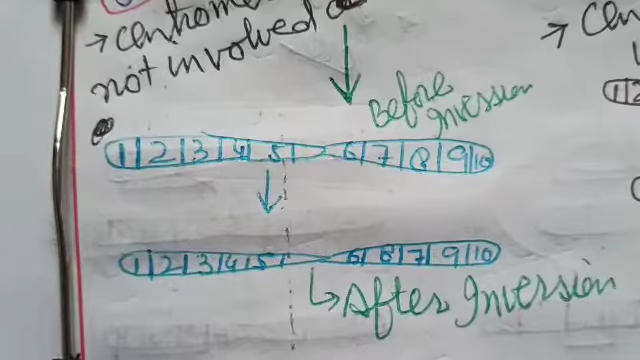 → centrome
not involved
→ Cen
Before
Inversion
1 2 3 4 5 6 7 8 9 10
1 2 3 4 5 6 8 7 9 10
↳ After Inversion